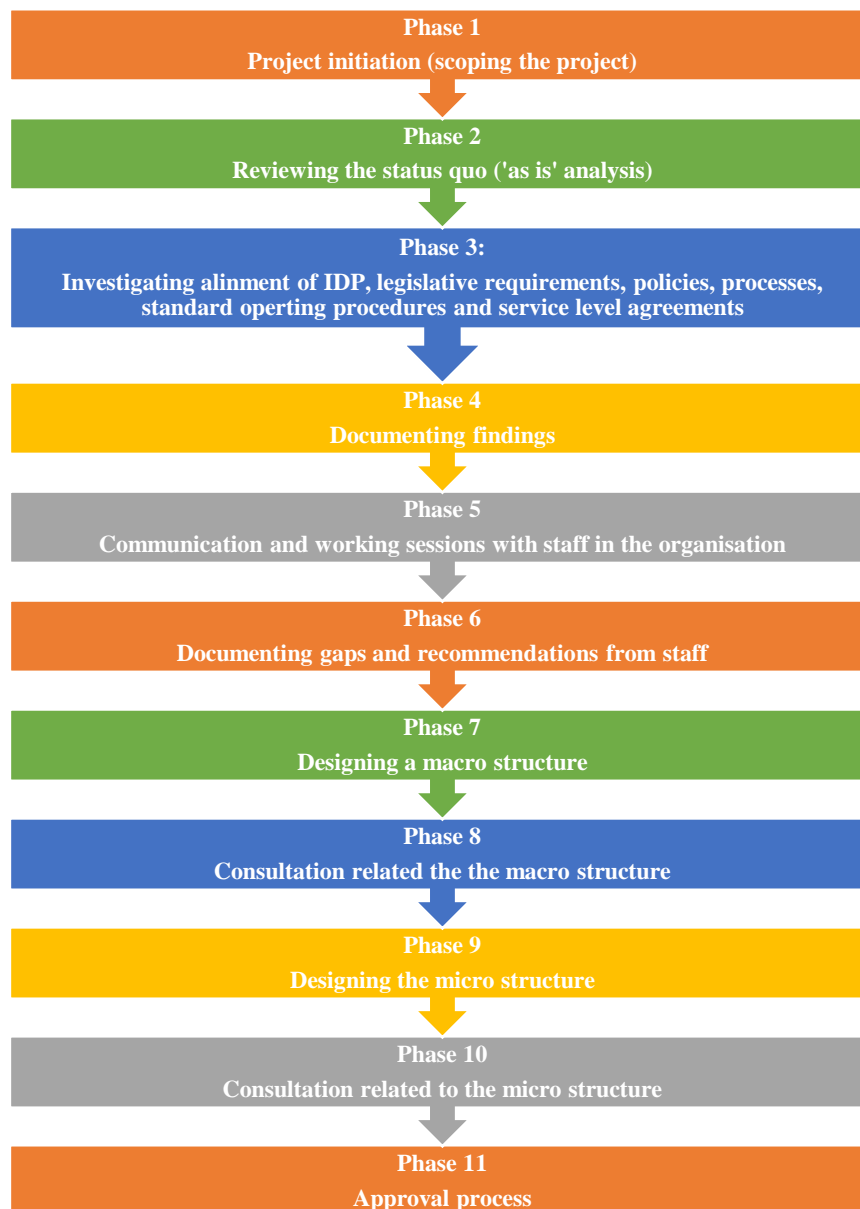 Phase 1
Project initiation (scoping the project)
Phase 2
Reviewing the status quo ('as is' analysis)
Phase 3:
Investigating alinment of IDP, legislative requirements, policies, processes,
standard operting procedures and service level agreements
Phase 4
Documenting findings
Phase 5
Communication and working sessions with staff in the organisation
Phase 6
Documenting gaps and recommendations from staff
Phase 7
Designing a macro structure
Phase 8
Consultation related the the macro structure
Phase 9
Designing the micro structure
Phase 10
Consultation related to the micro structure
Phase 11
Approval process